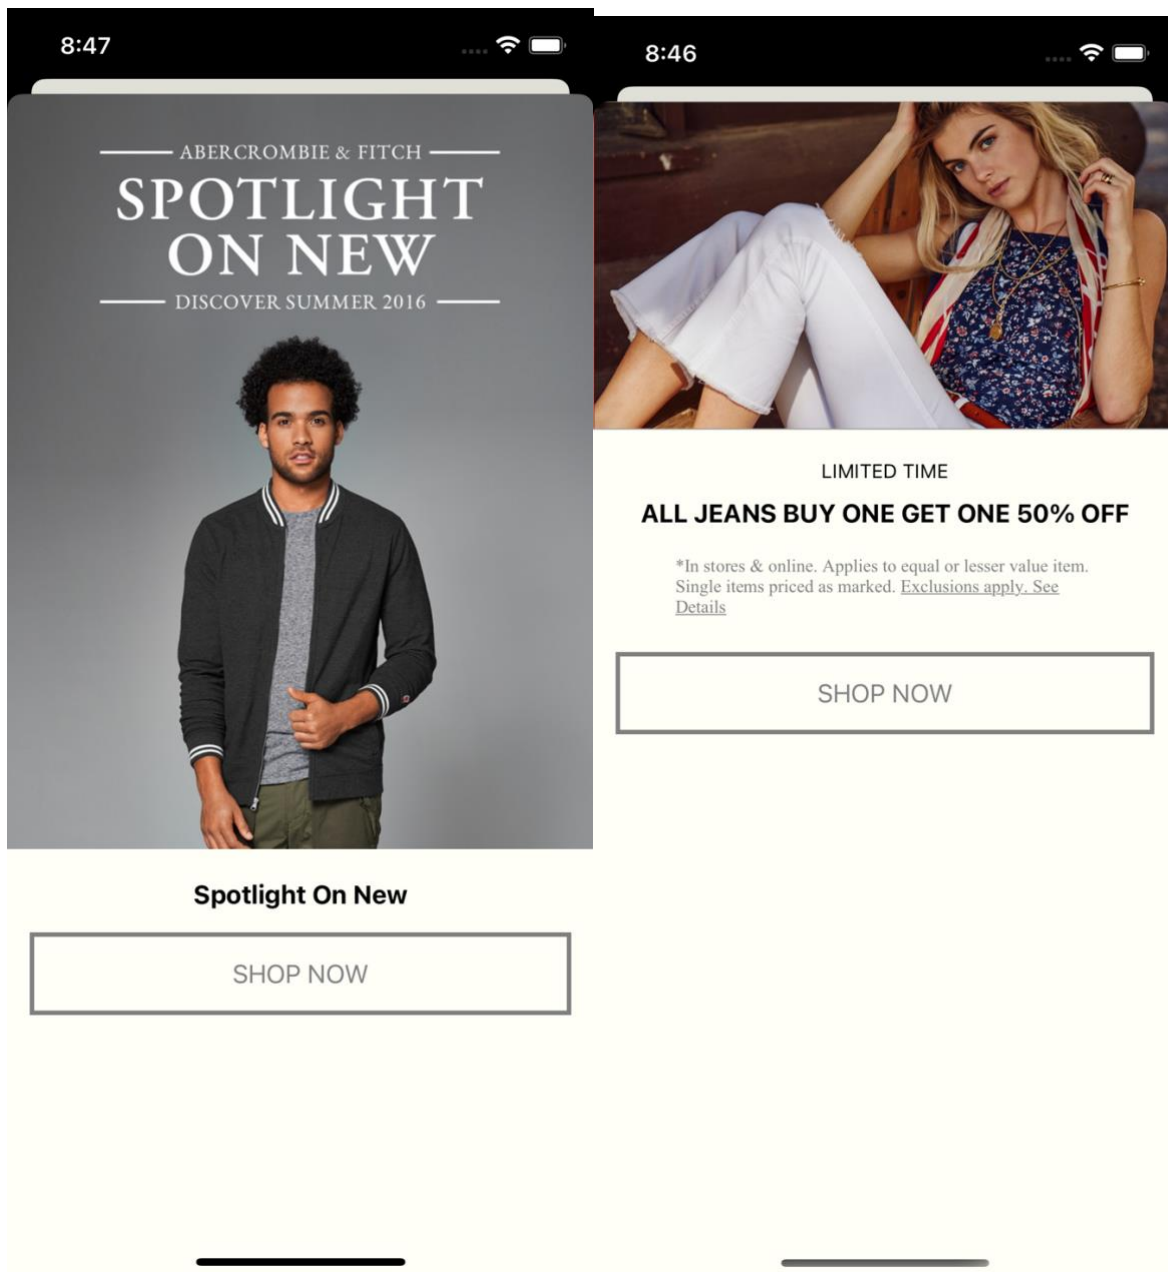 8:47
ABERCROMBIE & FITCH
SPOTLIGHT
ON NEW
DISCOVER SUMMER 2016
Spotlight On New
SHOP NOW
8:46
LIMITED TIME
ALL JEANS BUY ONE GET ONE 50% OFF
*In stores & online. Applies to equal or lesser value item.
Single items priced as marked. Exclusions apply. See
Details
SHOP NOW